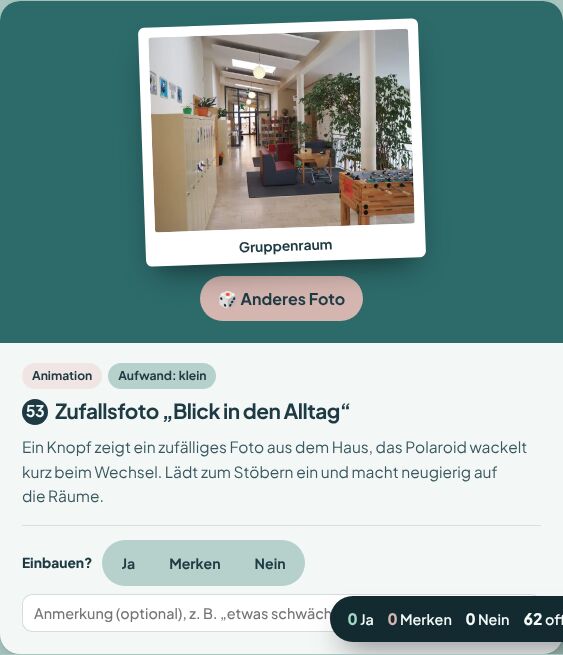 Gruppenraum
Anderes Foto
Animation
Aufwand: klein
53 Zufallsfoto „Blick in den Alltag“
Ein Knopf zeigt ein zufälliges Foto aus dem Haus, das Polaroid wackelt
kurz beim Wechsel. Lädt zum Stöbern ein und macht neugierig auf
die Räume.
Einbauen? Ja Merken Nein
Anmerkung (optional), z. B. „etwas
0 Ja 0 Merken 0 Nein 62